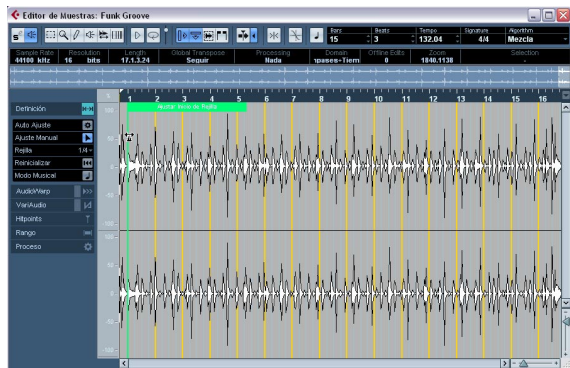 Editor de Muestras: Funk Groove
Bars Beats Tempo Signature Algorithm
15 3 132.04 4/4 Mezcla
Sample Rate Resolution Length Global Transpose Processing Domain Offline Edits Zoom Selection
44100 kHz 16 bits 17.1.3.24 Seguir Nada 0 1840.1138 -
1 2 3 4 5 6 7 8 9 10 11 12 13 14 15 16
Ajustar Inicio de Rejilla
Definición
Auto Ajuste
Ajuste Manual
Rejilla 1/4
Reinicializar
Modo Musical
AudioWarp
VariAudio
Hitpoints
Rango
Proceso